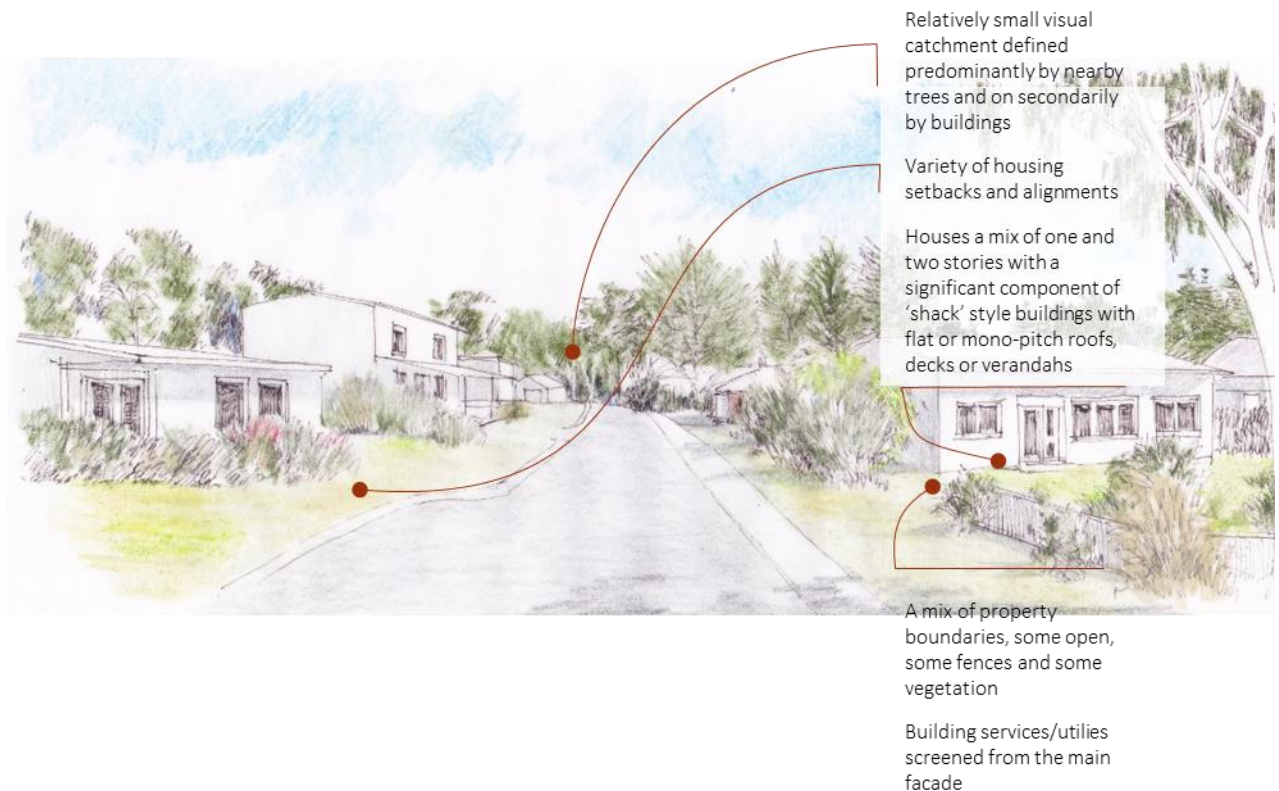 Relatively small visual
catchment defined
predominantly by nearby
trees and on secondarily
by buildings
Variety of housing
setbacks and alignments
Houses a mix of one and
two stories with a
significant component of
‘shack’ style buildings with
flat or mono-pitch roofs,
decks or verandahs
A mix of property
boundaries, some open,
some fences and some
vegetation
Building services/utilies
screened from the main
facade